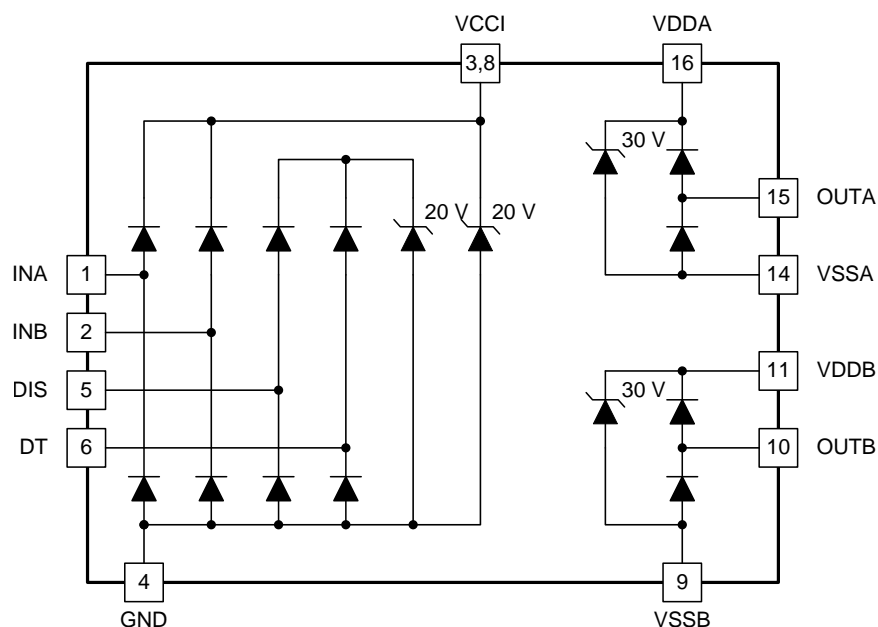 VCCI
VDDA
3,8
16
30 V
15
OUTA
20 V
20 V
INA
1
14
VSSA
INB
2
11
VDDB
DIS
5
30 V
DT
6
10
OUTB
4
9
GND
VSSB